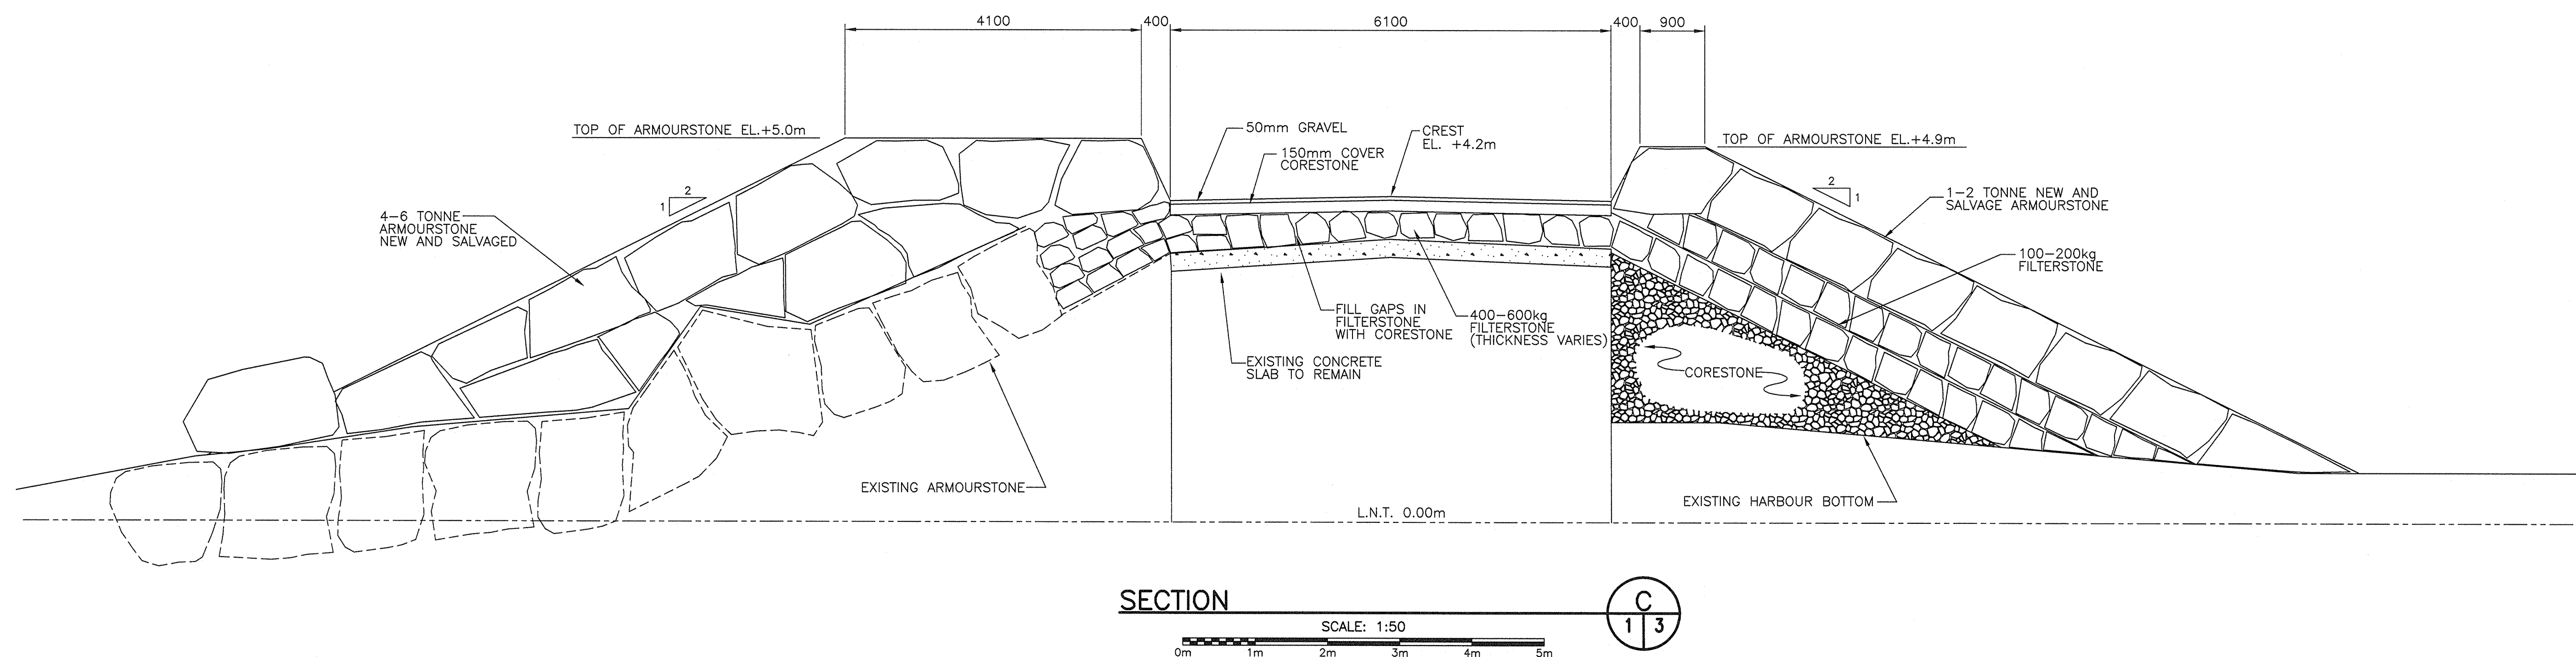 4100
400
6100
400
900
TOP OF ARMOURSTONE EL.+5.0m
50mm GRAVEL
150mm COVER
CORESTONE
CREST
EL. +4.2m
TOP OF ARMOURSTONE EL.+4.9m
2
1
2
1
4-6 TONNE
ARMOURSTONE
NEW AND SALVAGED
1-2 TONNE NEW AND
SALVAGE ARMOURSTONE
100-200kg
FILTERSTONE
FILL GAPS IN
FILTERSTONE
WITH CORESTONE
400-600kg
FILTERSTONE
(THICKNESS VARIES)
EXISTING CONCRETE
SLAB TO REMAIN
CORESTONE
EXISTING ARMOURSTONE
EXISTING HARBOUR BOTTOM
L.N.T. 0.00m
SECTION
C
1 3
SCALE: 1:50
0m 1m 2m 3m 4m 5m